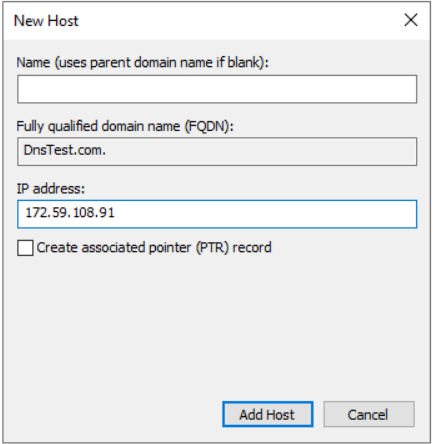 New Host
Name (uses parent domain name if blank):
Fully qualified domain name (FQDN):
DnsTest.com.
IP address:
172.59.108.91
Create associated pointer (PTR) record
Add Host
Cancel